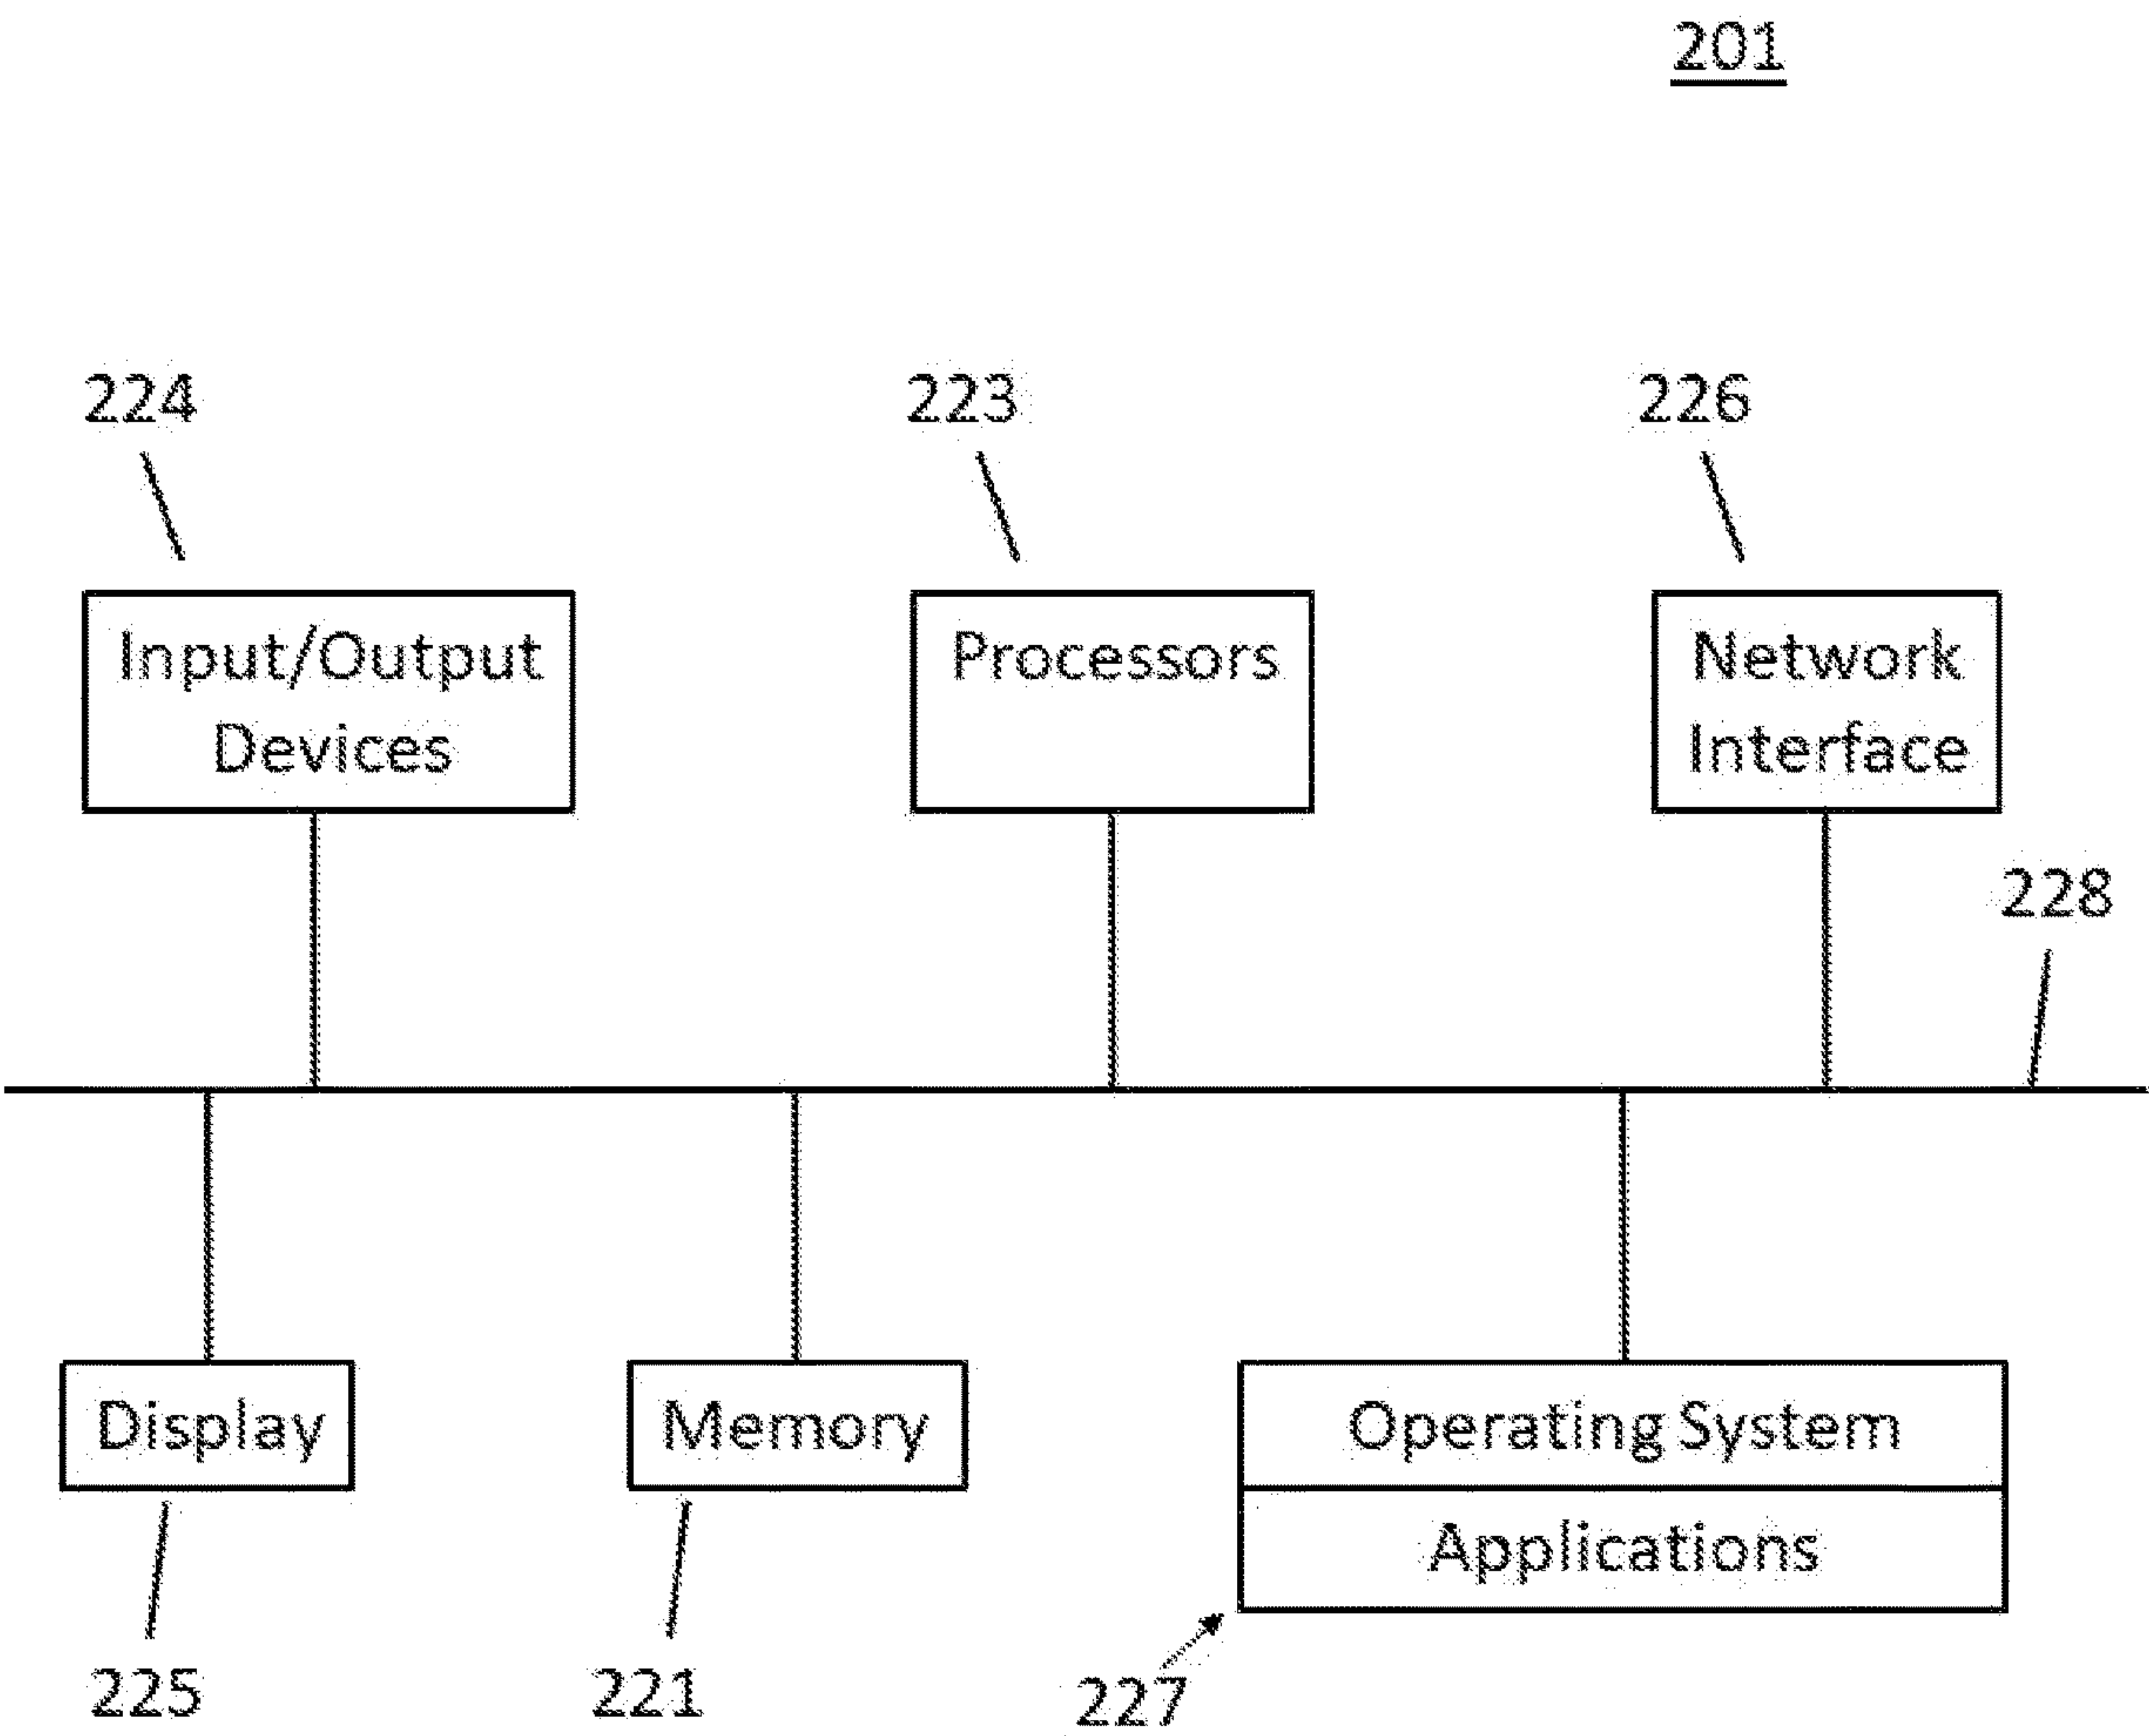 201
224
223
226
Input/Output
Devices
Processors
Network
Interface
228
Display
Memory
Operating System
Applications
225
221
227